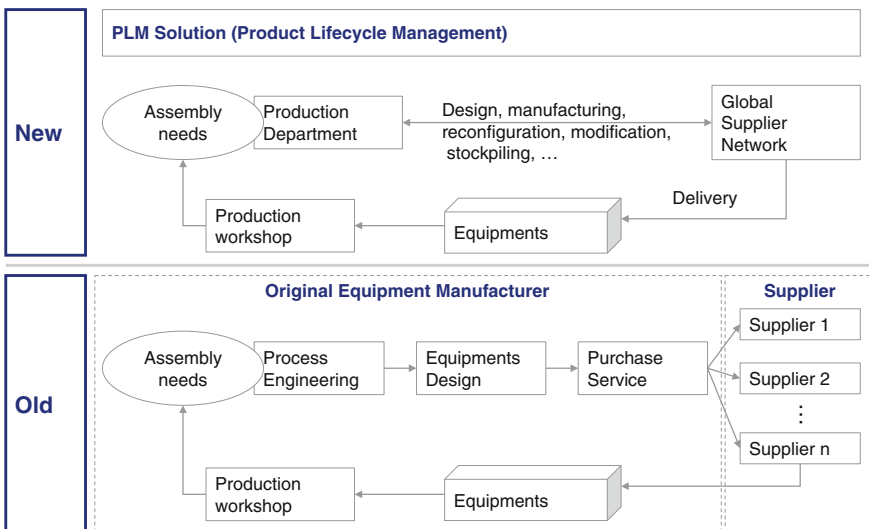 New
PLM Solution (Product Lifecycle Management)
Assembly
needs
Production
Department
Design, manufacturing,
reconfiguration, modification,
stockpiling, …
Global
Supplier
Network
Delivery
Production
workshop
Equipments
Old
Original Equipment Manufacturer
Supplier
Assembly
needs
Process
Engineering
Equipments
Design
Purchase
Service
Supplier 1
Supplier 2
⋮
Supplier n
Production
workshop
Equipments